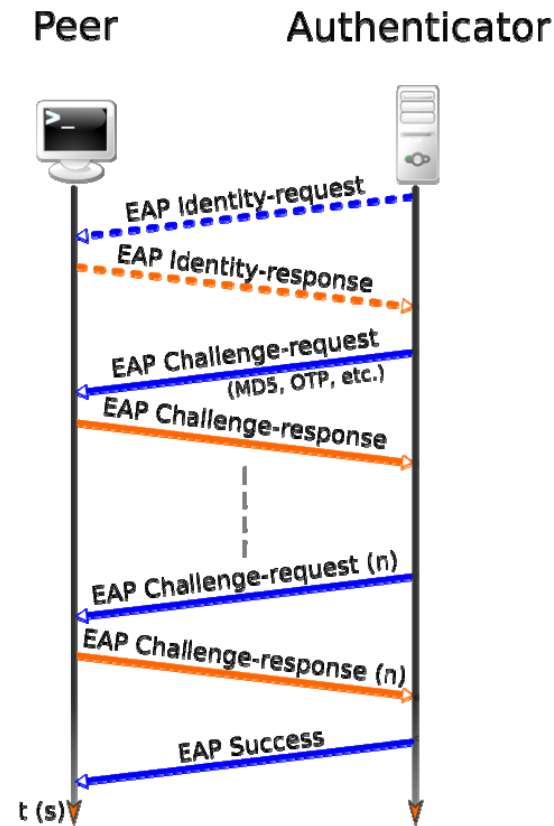 Peer
Authenticator
>_
EAP Identity-request
EAP Identity-response
EAP Challenge-request
(MD5, OTP, etc.)
EAP Challenge-response
EAP Challenge-request (n)
EAP Challenge-response (n)
EAP Success
t (s)